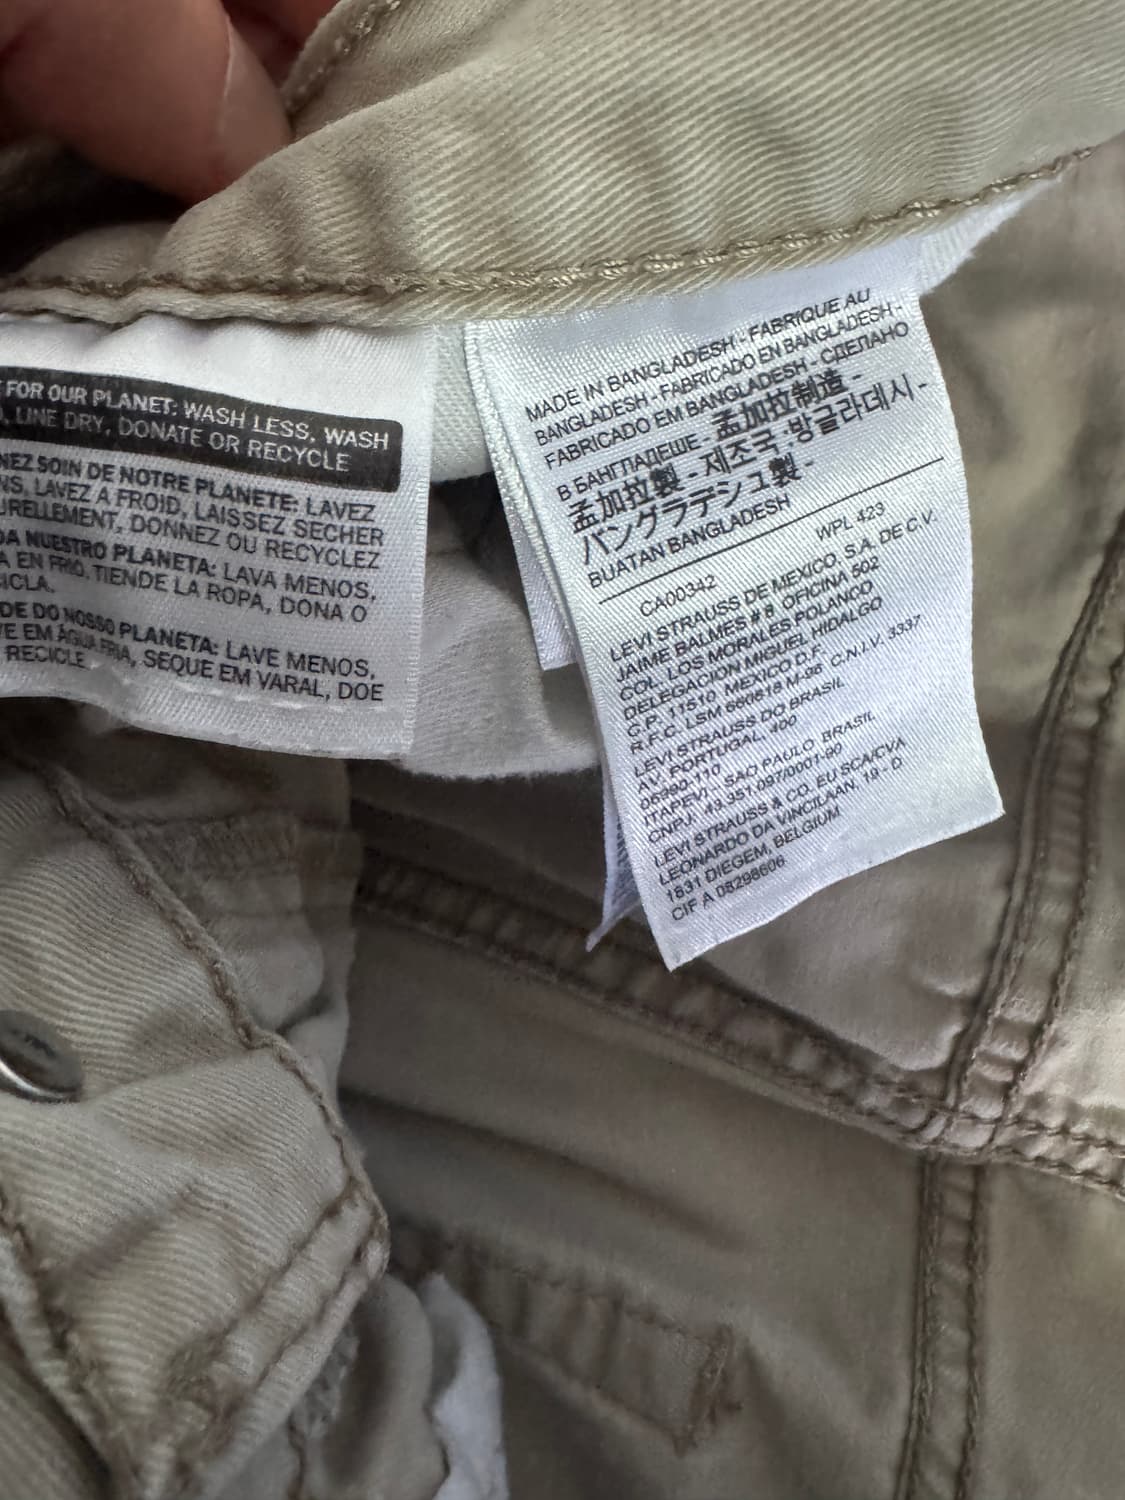 FOR OUR PLANET: WASH LESS, WASH
LINE DRY, DONATE OR RECYCLE
NEZ SOIN DE NOTRE PLANETE: LAVEZ
NS, LAVEZ A FROID, LAISSEZ SECHER
URELLEMENT, DONNEZ OU RECYCLEZ
DA NUESTRO PLANETA: LAVA MENOS,
A EN FRIO, TIENDE LA ROPA, DONA O
ICLA.
DE DO NOSSO PLANETA: LAVE MENOS,
VE EM ÁGUA FRIA, SEQUE EM VARAL, DOE
RECICLE
MADE IN BANGLADESH - FABRIQUE AU
BANGLADESH - FABRICADO EN BANGLADESH -
FABRICADO EM BANGLADESH - СДЕЛАНО
В БАНГЛАДЕШЕ - 孟加拉制造 -
孟加拉製 - 제조국 :방글라데시 -
バングラデシュ製 -
BUATAN BANGLADESH
CA00342 WPL 423
LEVI STRAUSS DE MEXICO, S.A. DE C.V.
JAIME BALMES # 8 OFICINA 502
COL. LOS MORALES POLANCO
DELEGACION MIGUEL HIDALGO
C.P. 11510, MEXICO D.F.
R.F.C. LSM 660618 M-96 C.N.I.V. 3337
LEVI STRAUSS DO BRASIL
AV. PORTUGAL, 400
06690-110
ITAPEVI - SAO PAULO, BRASIL
CNPJ: 43.351.097/0001-90
LEVI STRAUSS & CO. EU SCA/CVA
LEONARDO DA VINCILAAN, 19 - D
1831 DIEGEM, BELGIUM
CIF A 08298606